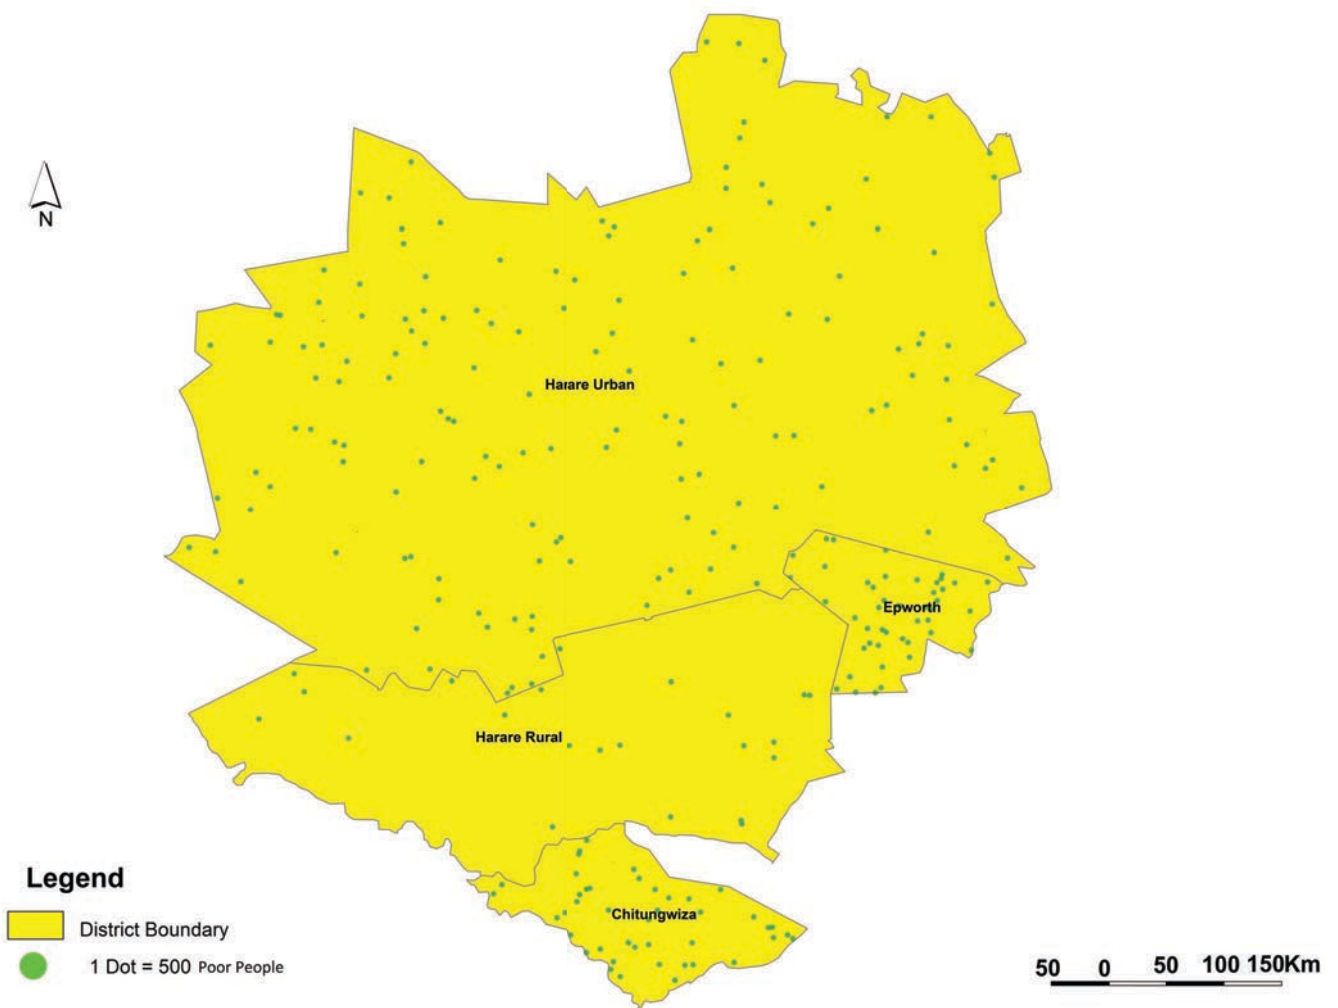 N
Harare Urban
Epworth
Harare Rural
Chitungwiza
Legend
District Boundary
1 Dot = 500 Poor People
50 0 50 100 150Km